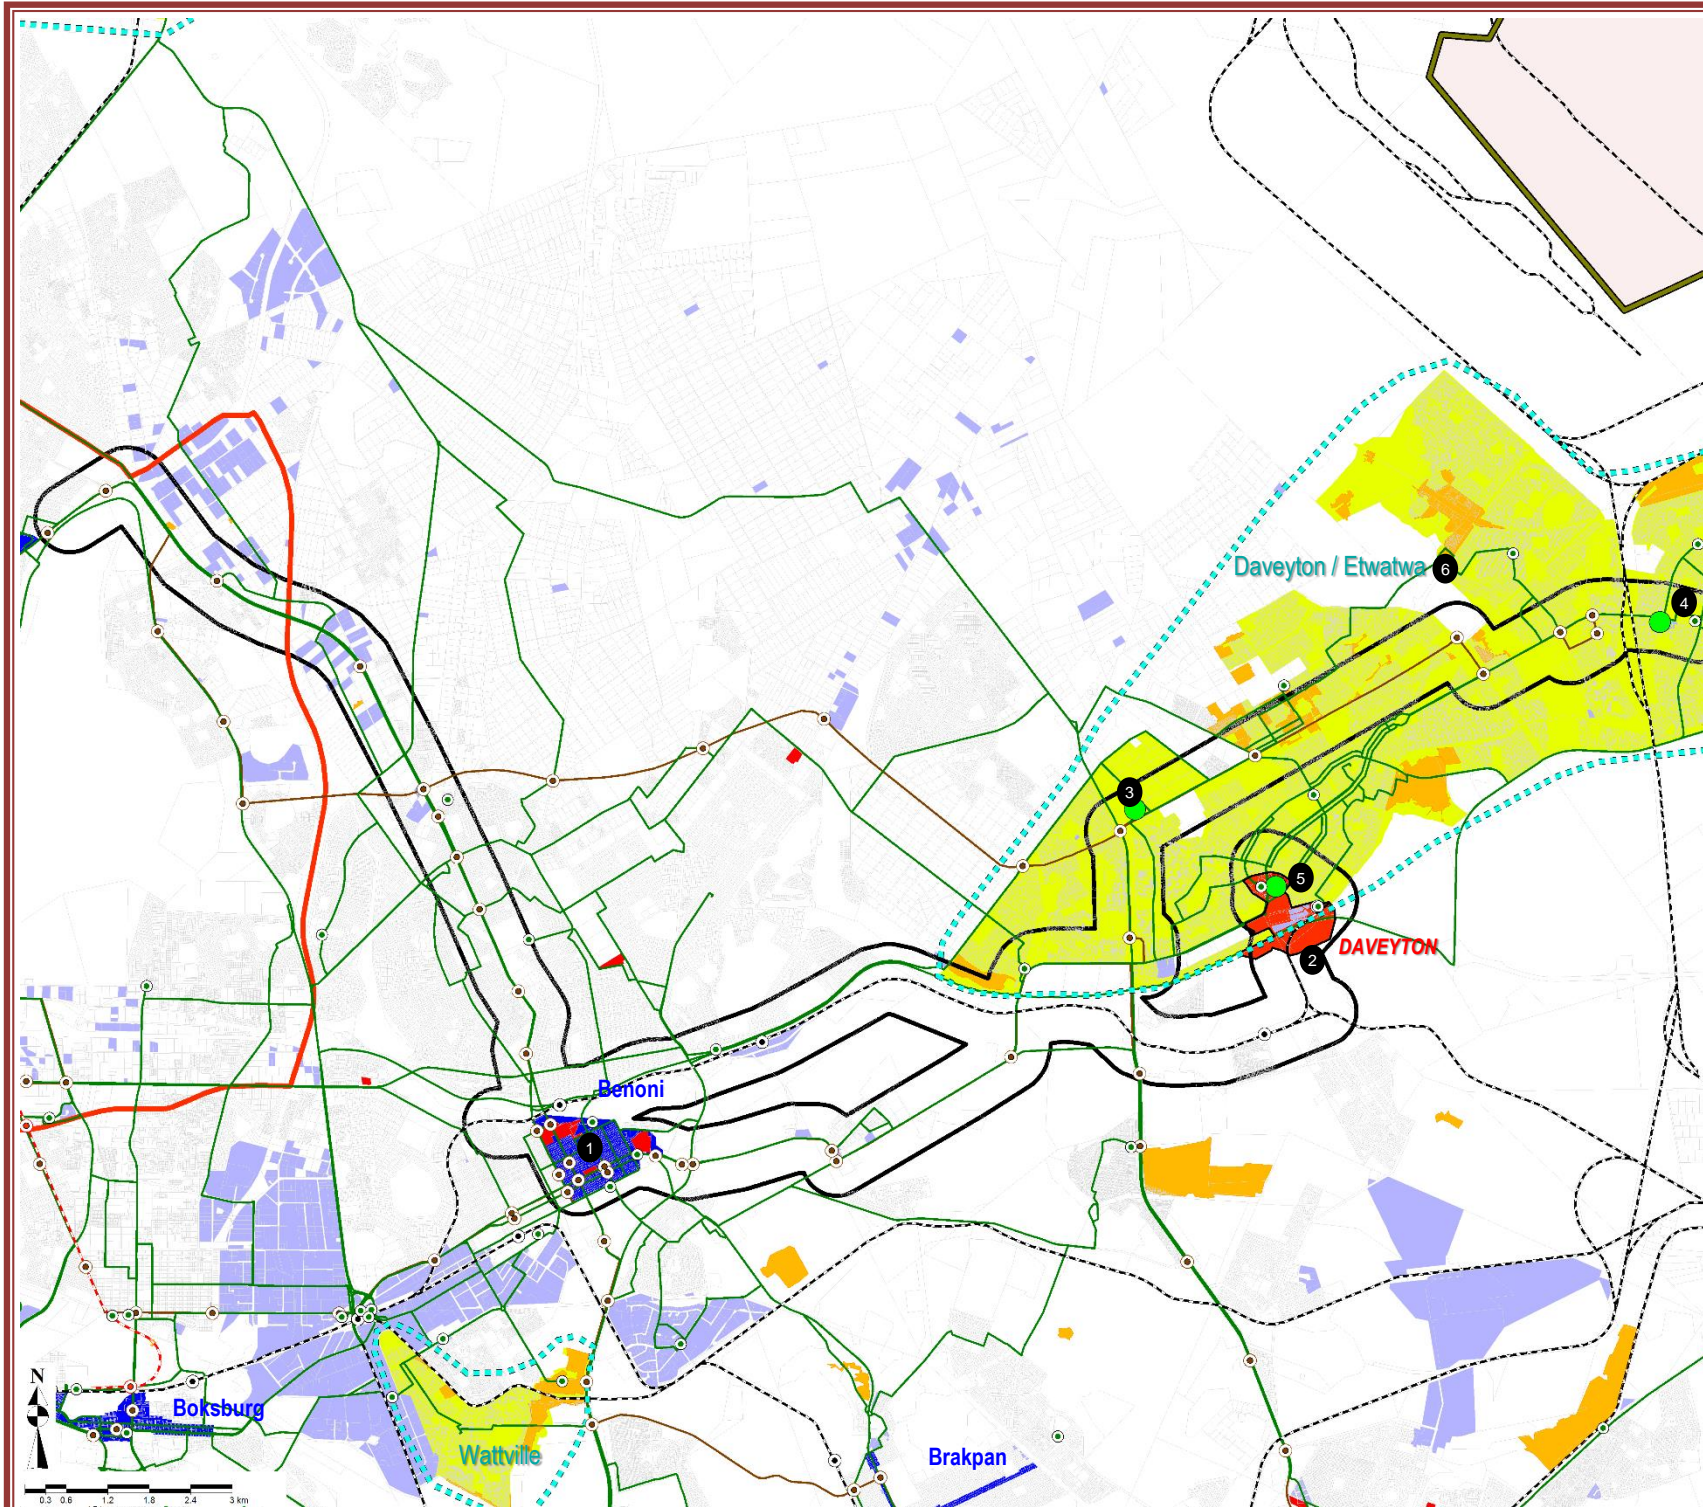 Daveyton / Etwatwa
6
4
3
5
DAVEYTON
2
Benoni
1
N
Boksburg
Wattville
Brakpan
0.3 0.6 1.2 1.8 2.4 3 km